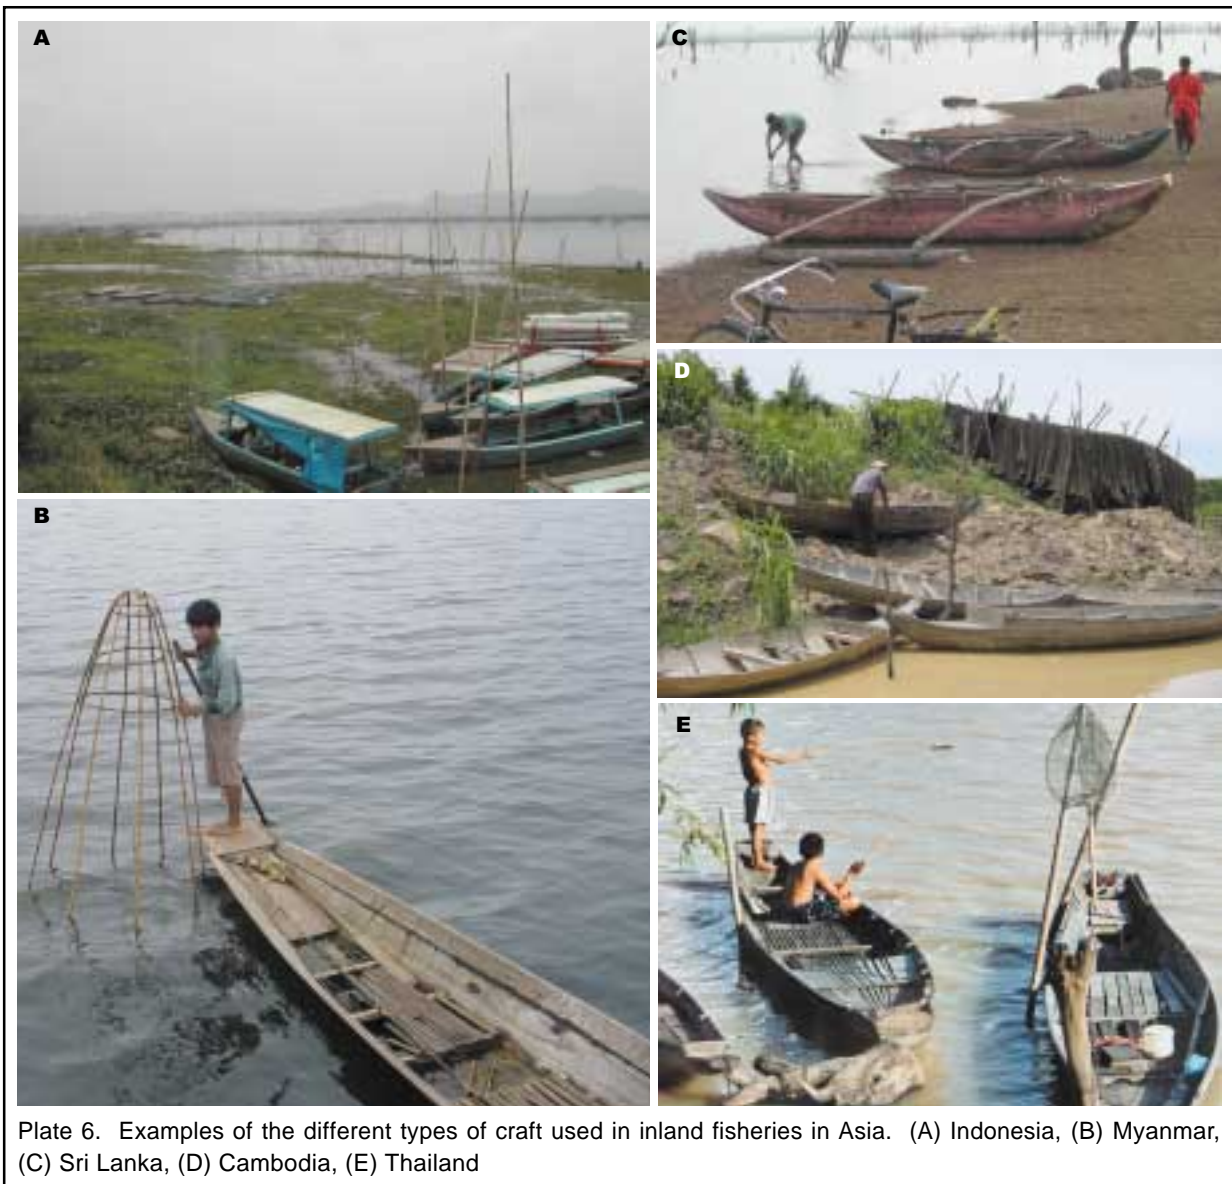 A
C
D
B
E
Plate 6. Examples of the different types of craft used in inland fisheries in Asia. (A) Indonesia, (B) Myanmar,
(C) Sri Lanka, (D) Cambodia, (E) Thailand